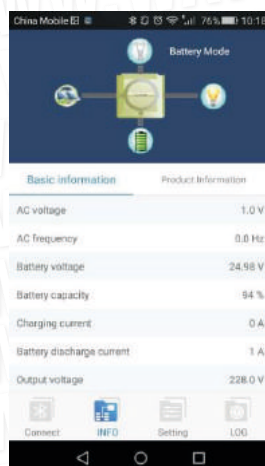 China Mobile 76% 10:18
Battery Mode
Basic information Product Information
AC voltage 1.0 V
AC frequency 0.0 Hz
Battery voltage 24.98 V
Battery capacity 94 %
Charging current 0 A
Battery discharge current 1 A
Output voltage 228.0 V
Connect INFO Setting LOG